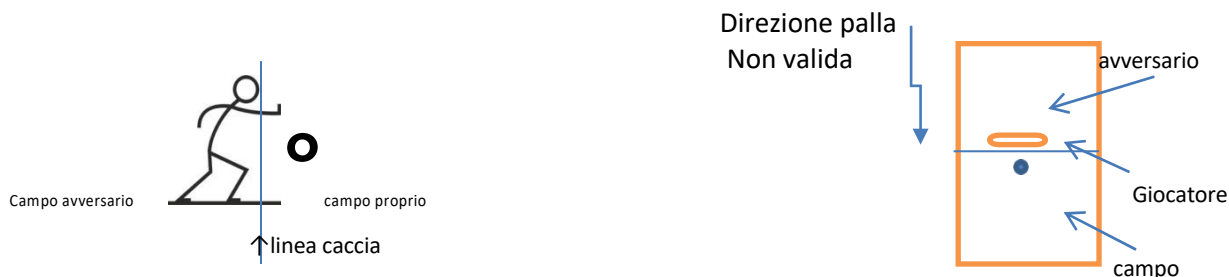 Campo avversario
campo proprio
↑linea caccia
Direzione palla
Non valida
avversario
Giocatore
campo